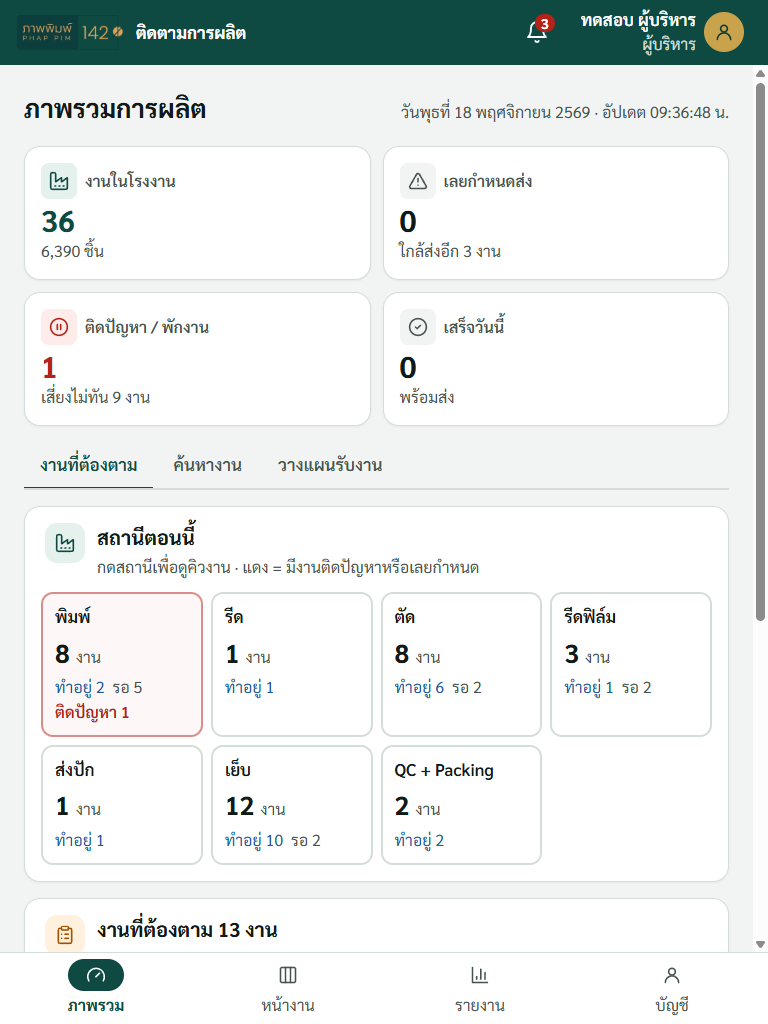 ภาพพิมพ์ 142
PHAP PIM
ติดตามการผลิต
3
ทดสอบ ผู้บริหาร
ผู้บริหาร
ภาพรวมการผลิต
วันพุธที่ 18 พฤศจิกายน 2569 · อัปเดต 09:36:48 น.
งานในโรงงาน
36
6,390 ชิ้น
เลยกำหนดส่ง
0
ใกล้ส่งอีก 3 งาน
ติดปัญหา / พักงาน
1
เสี่ยงไม่ทัน 9 งาน
เสร็จวันนี้
0
พร้อมส่ง
งานที่ต้องตาม
ค้นหางาน
วางแผนรับงาน
สถานีตอนนี้
กดสถานีเพื่อดูคิวงาน · แดง = มีงานติดปัญหาหรือเลยกำหนด
พิมพ์
8 งาน
ทำอยู่ 2 รอ 5
ติดปัญหา 1
รีด
1 งาน
ทำอยู่ 1
ตัด
8 งาน
ทำอยู่ 6 รอ 2
รีดฟิล์ม
3 งาน
ทำอยู่ 1 รอ 2
ส่งปัก
1 งาน
ทำอยู่ 1
เย็บ
12 งาน
ทำอยู่ 10 รอ 2
QC + Packing
2 งาน
ทำอยู่ 2
งานที่ต้องตาม 13 งาน
ภาพรวม
หน้างาน
รายงาน
บัญชี